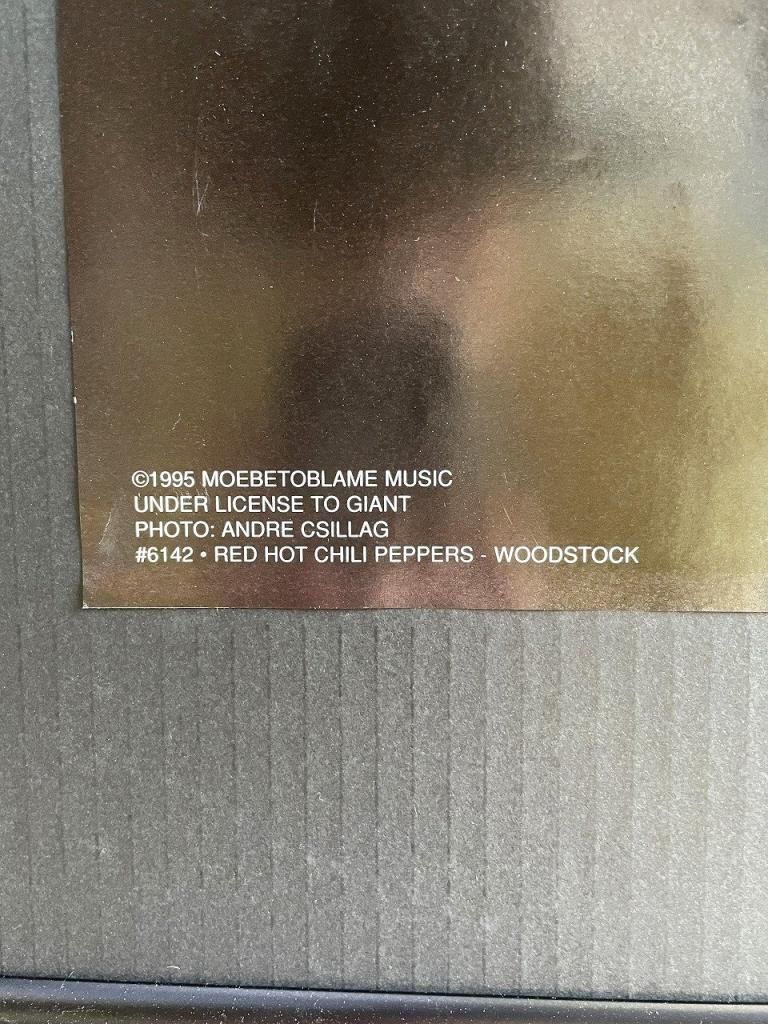 ©1995 MOEBETOBLAME MUSIC
UNDER LICENSE TO GIANT
PHOTO: ANDRE CSILLAG
#6142 • RED HOT CHILI PEPPERS - WOODSTOCK